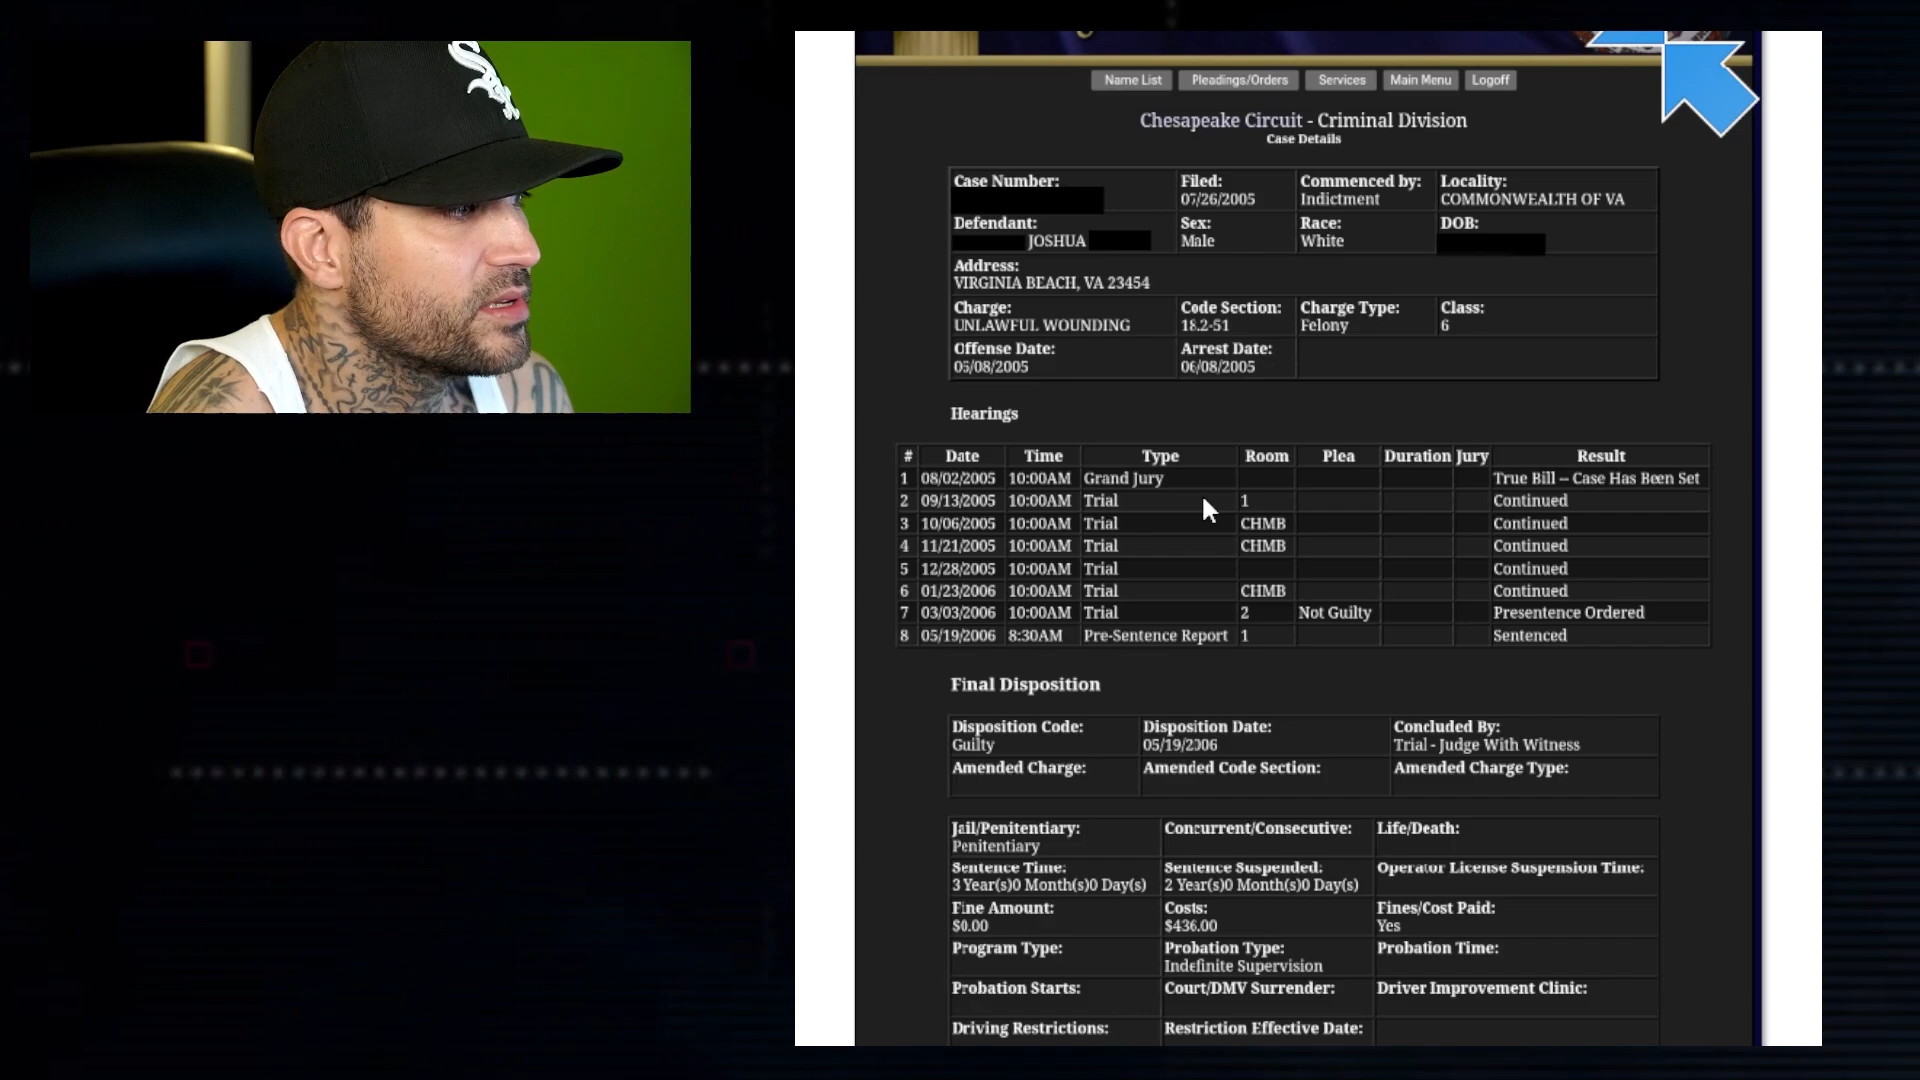 Sox
Name List Pleadings/Orders Services Main Menu Logoff
Chesapeake Circuit - Criminal Division
Case Details
Case Number: Filed: Commenced by: Locality:
07/26/2005 Indictment COMMONWEALTH OF VA
Defendant: Sex: Race: DOB:
JOSHUA Male White
Address:
VIRGINIA BEACH, VA 23454
Charge: Code Section: Charge Type: Class:
UNLAWFUL WOUNDING 18.2-51 Felony 6
Offense Date: Arrest Date:
05/08/2005 06/08/2005
Hearings
# Date Time Type Room Plea Duration Jury Result
1 08/02/2005 10:00AM Grand Jury True Bill – Case Has Been Set
2 09/13/2005 10:00AM Trial 1 Continued
3 10/06/2005 10:00AM Trial CHMB Continued
4 11/21/2005 10:00AM Trial CHMB Continued
5 12/28/2005 10:00AM Trial Continued
6 01/23/2006 10:00AM Trial CHMB Continued
7 03/03/2006 10:00AM Trial 2 Not Guilty Presentence Ordered
8 05/19/2006 8:30AM Pre-Sentence Report 1 Sentenced
Final Disposition
Disposition Code: Disposition Date: Concluded By:
Guilty 05/19/2006 Trial - Judge With Witness
Amended Charge: Amended Code Section: Amended Charge Type:
Jail/Penitentiary: Concurrent/Consecutive: Life/Death:
Penitentiary
Sentence Time: Sentence Suspended: Operator License Suspension Time:
3 Year(s)0 Month(s)0 Day(s) 2 Year(s)0 Month(s)0 Day(s)
Fine Amount: Costs: Fines/Cost Paid:
$0.00 $436.00 Yes
Program Type: Probation Type: Probation Time:
Indefinite Supervision
Probation Starts: Court/DMV Surrender: Driver Improvement Clinic:
Driving Restrictions: Restriction Effective Date: